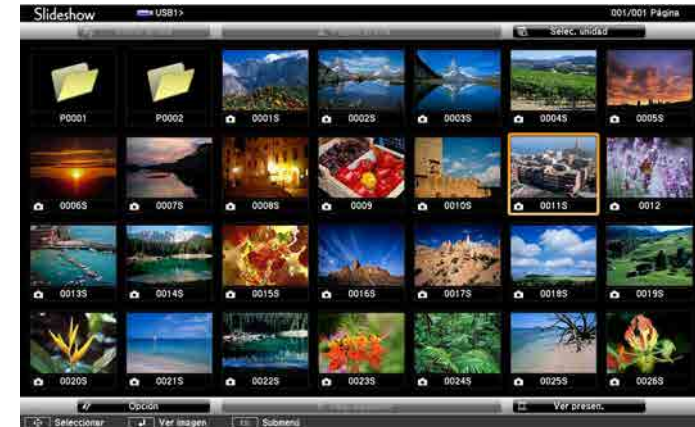 Slideshow USB1> 001/001 Página
Selec. unidad
P0001 P0002 0001S 0002S 0003S 0004S 0005S
0006S 0007S 0008S 0009 0010S 0011S 0012
0013S 0014S 0015S 0016S 0017S 0018S 0019S
0020S 0021S 0022S 0023S 0024S 0025S 0026S
Opción Ver presen.
Seleccionar Ver imagen Esc Submenú